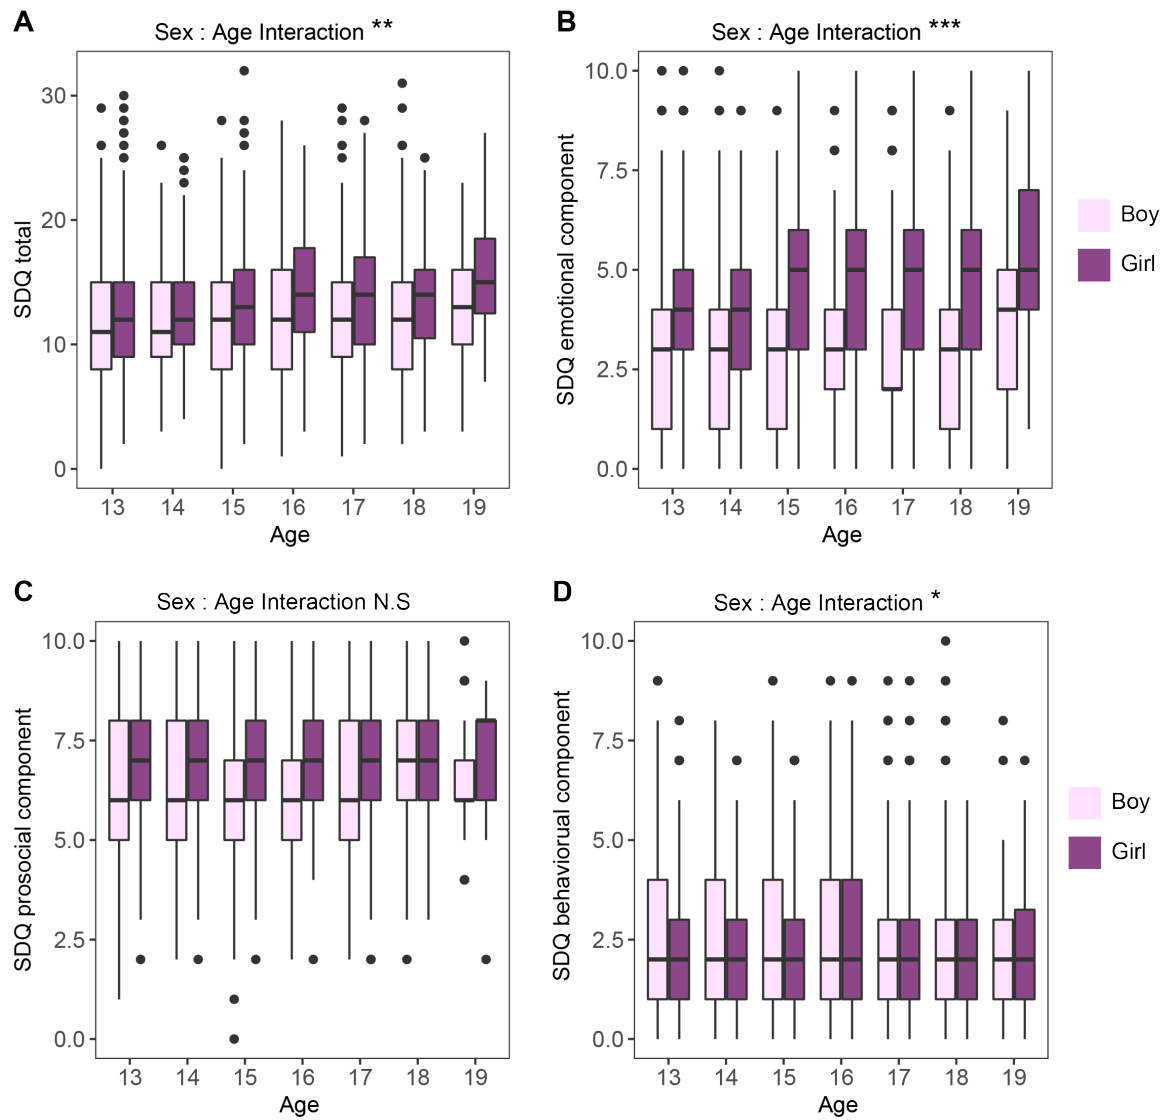 A
Sex : Age Interaction **
SDQ total
30
20
10
0
13 14 15 16 17 18 19
Age
B
Sex : Age Interaction ***
SDQ emotional component
10.0
7.5
5.0
2.5
0.0
13 14 15 16 17 18 19
Age
Boy
Girl
C
Sex : Age Interaction N.S
SDQ prosocial component
10.0
7.5
5.0
2.5
0.0
13 14 15 16 17 18 19
Age
D
Sex : Age Interaction *
SDQ behaviorual component
10.0
7.5
5.0
2.5
0.0
13 14 15 16 17 18 19
Age
Boy
Girl